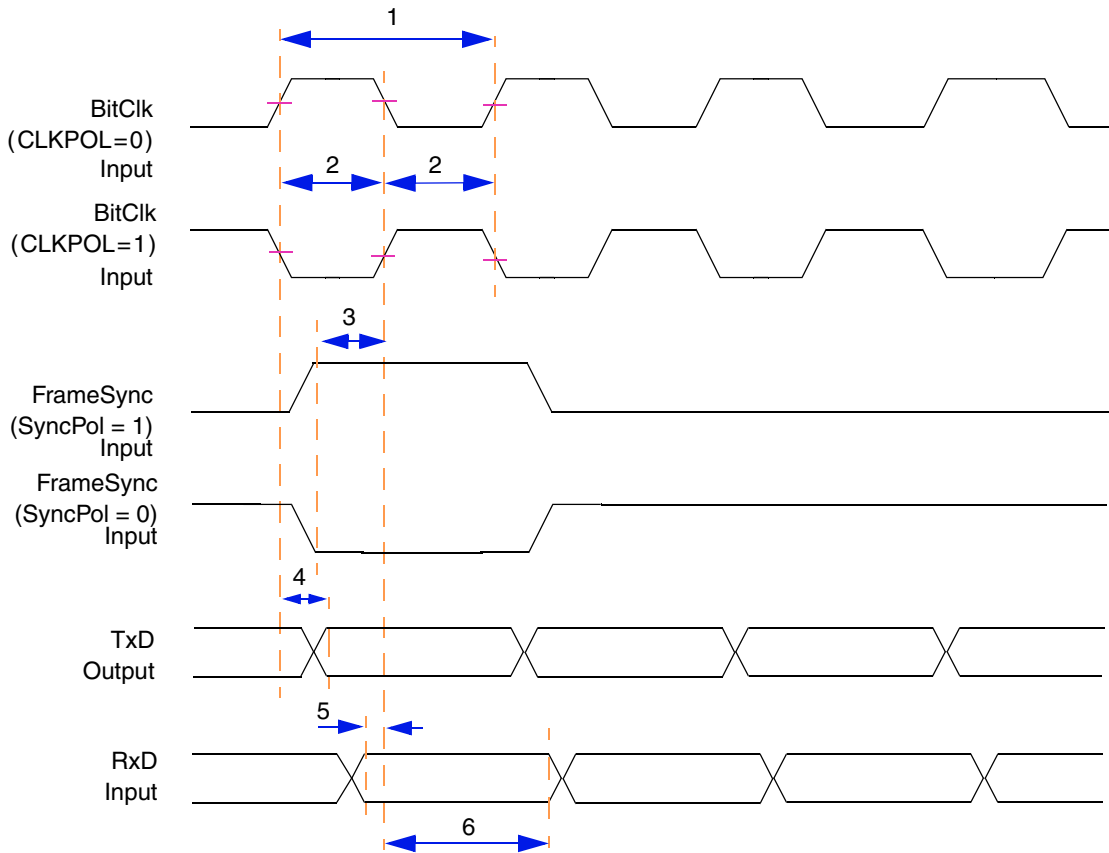 1
BitClk
(CLKPOL=0)
Input
2 2
BitClk
(CLKPOL=1)
Input
3
FrameSync
(SyncPol = 1)
Input
FrameSync
(SyncPol = 0)
Input
4
TxD
Output
5
RxD
Input
6